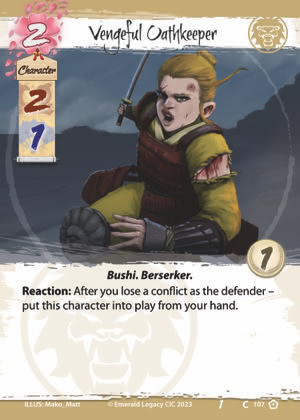 2
Vengeful Oathkeeper
Character
2
1
1
Bushi. Berserker.
Reaction: After you lose a conflict as the defender –
put this character into play from your hand.
ILLUS: Mako_Matt © Emerald Legacy CIC 2023 1 C 107